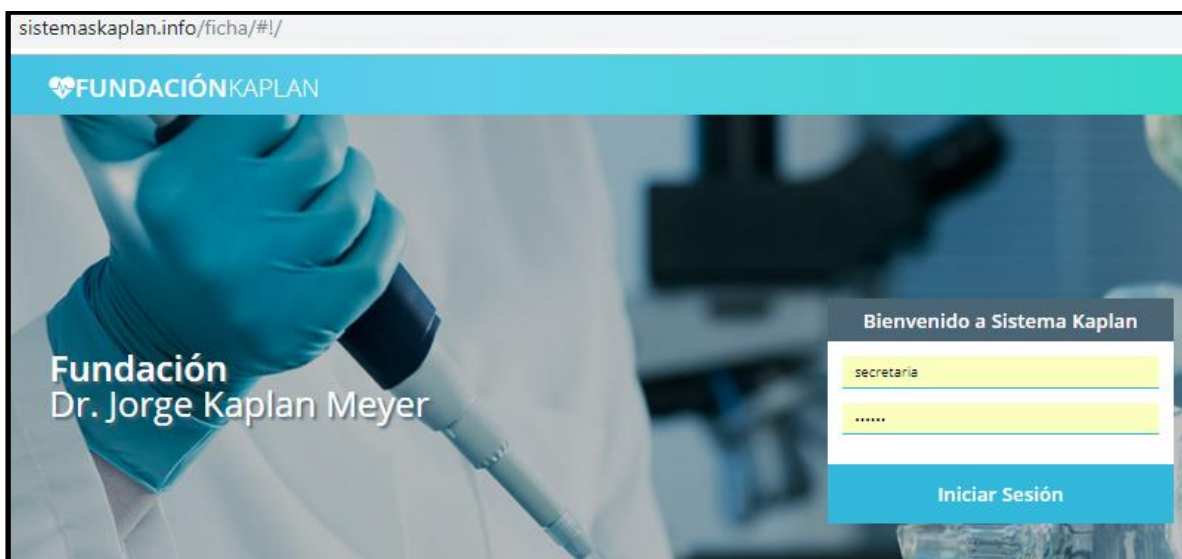 sistemaskaplan.info/ficha/#!/
FUNDACIÓNKAPLAN
Fundación
Dr. Jorge Kaplan Meyer
Bienvenido a Sistema Kaplan
secretaria
••••••
Iniciar Sesión